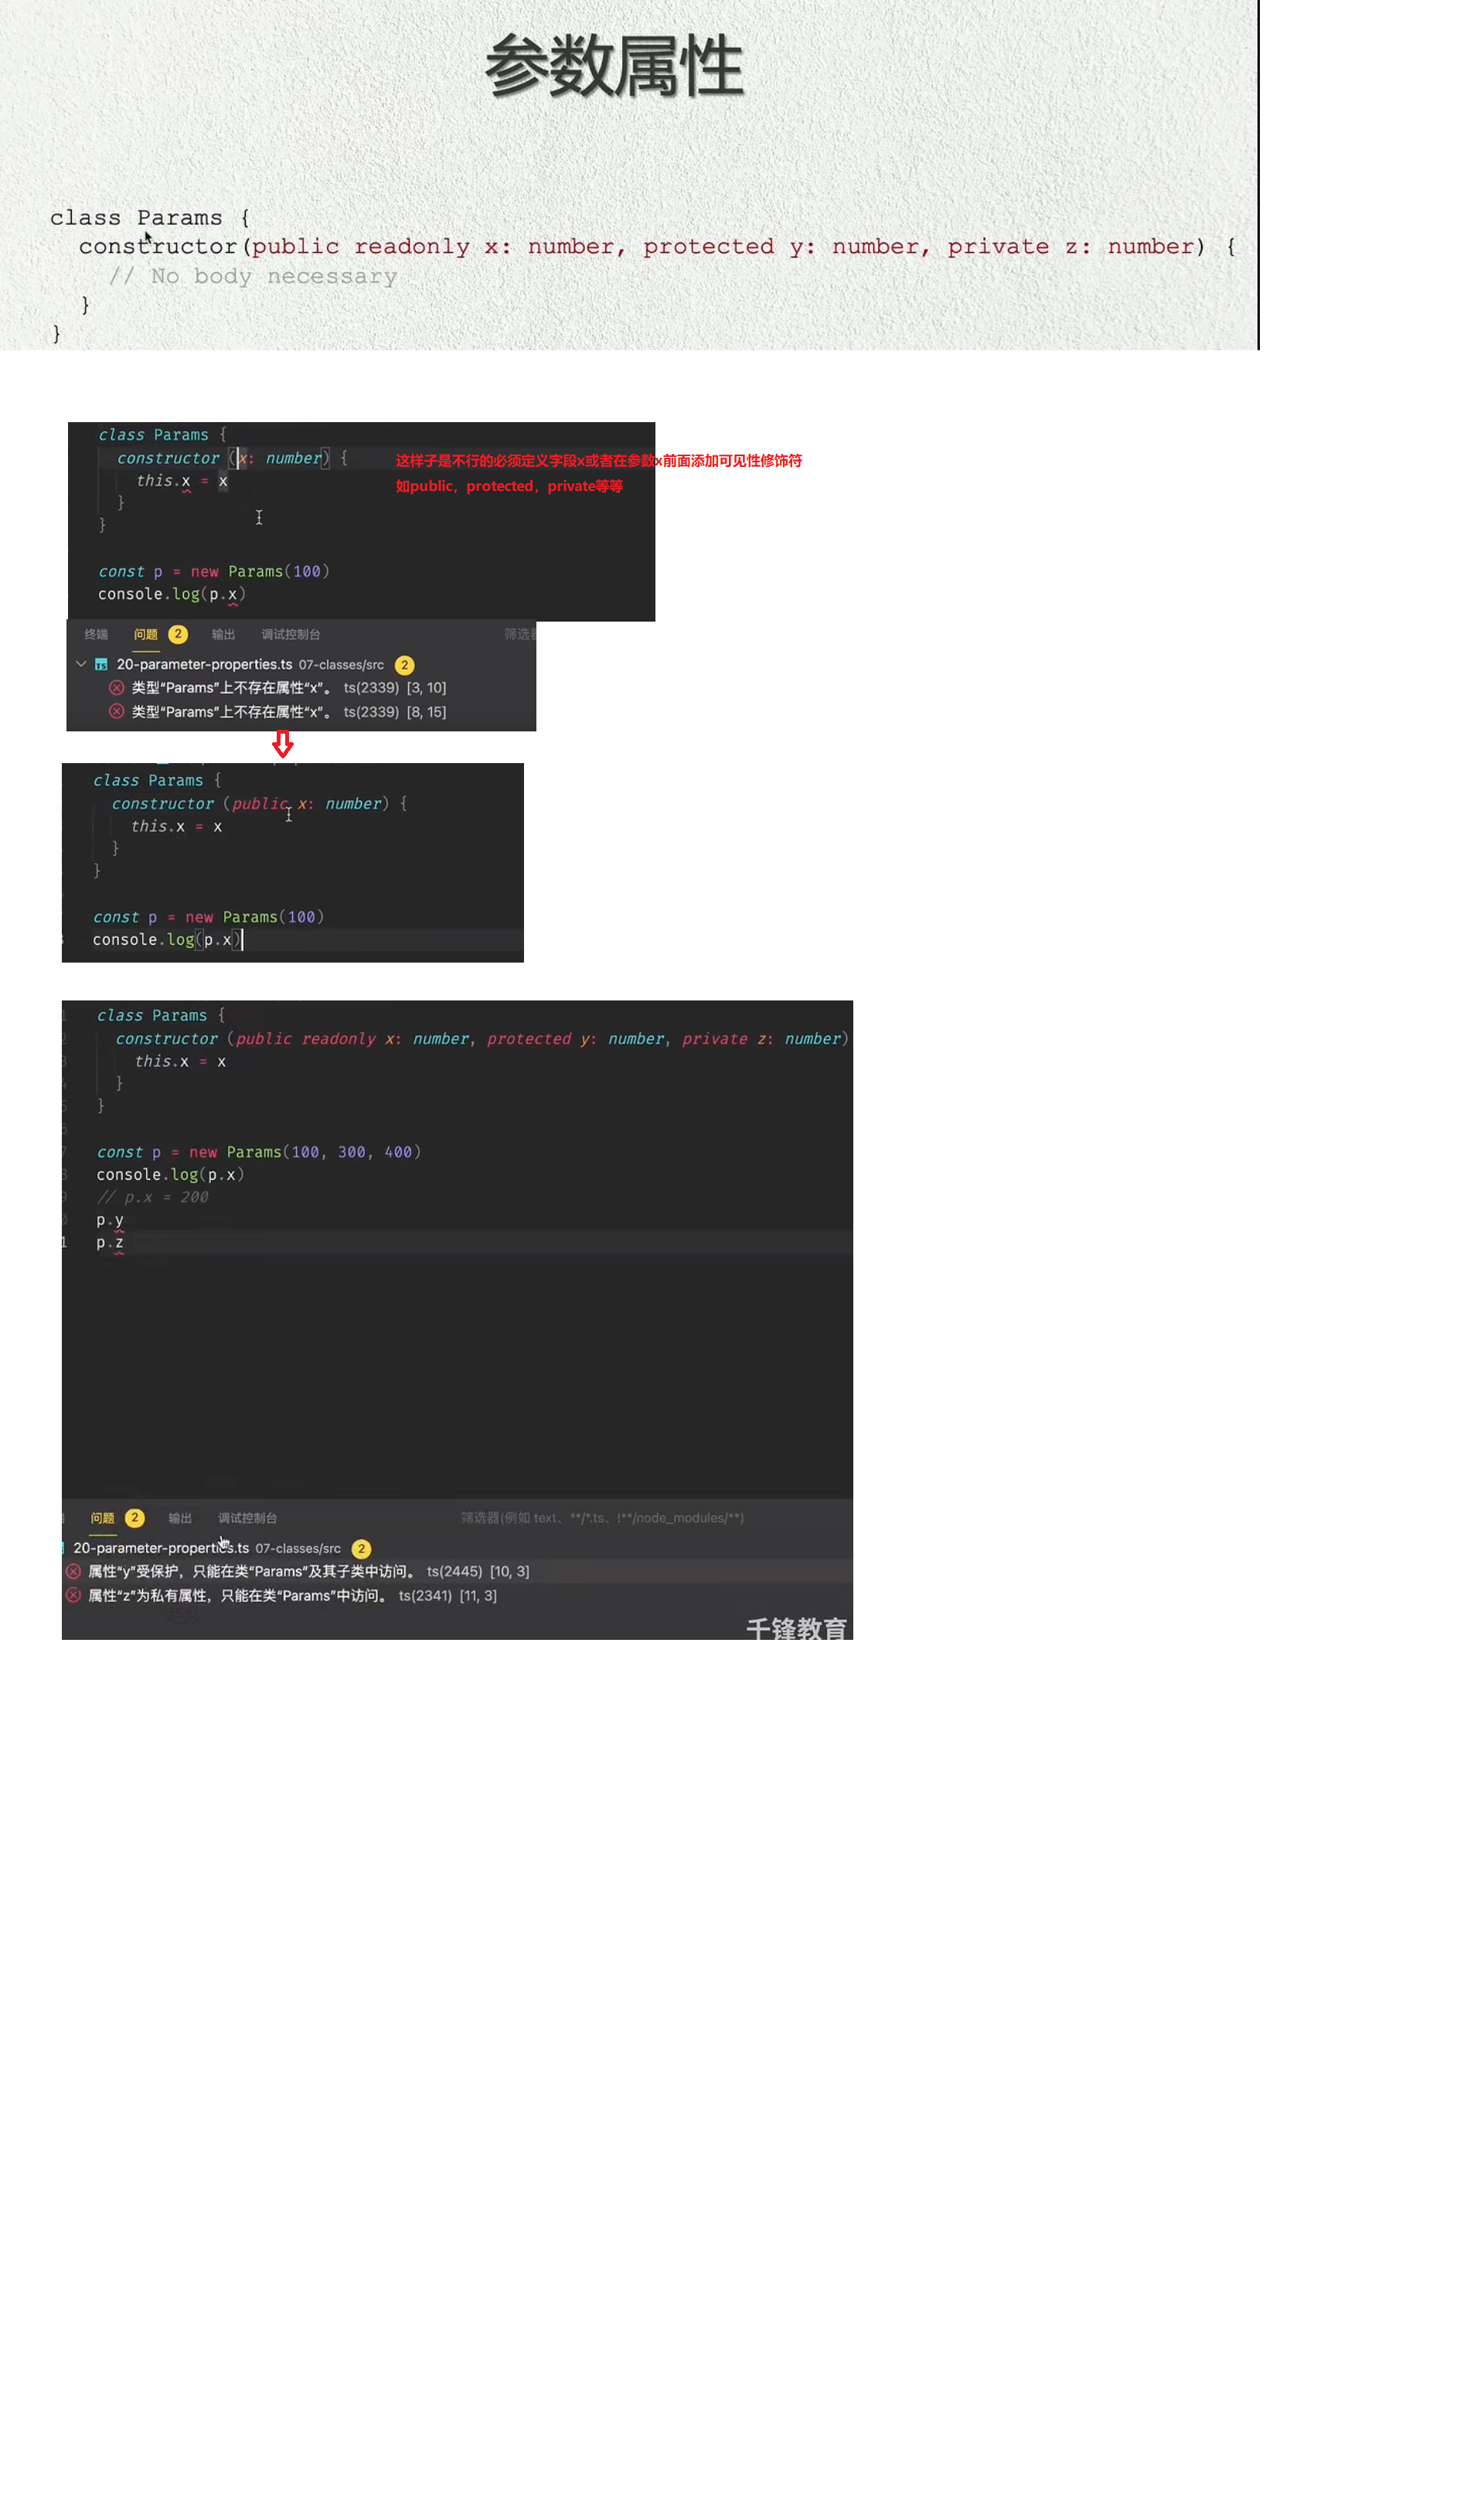 参数属性
class Params {
constructor(public readonly x: number, protected y: number, private z: number) {
// No body necessary
}
}
class Params {
constructor (x: number) {
这样子是不行的必须定义字段x或者在参数x前面添加可见性修饰符
this.x = x
如public，protected，private等等
}
}
const p = new Params(100)
console.log(p.x)
终端 问题 2 输出 调试控制台 筛选
20-parameter-properties.ts 07-classes/src 2
类型“Params”上不存在属性“x”。 ts(2339) [3, 10]
类型“Params”上不存在属性“x”。 ts(2339) [8, 15]
class Params {
constructor (public x: number) {
this.x = x
}
}
const p = new Params(100)
console.log(p.x)
class Params {
constructor (public readonly x: number, protected y: number, private z: number)
this.x = x
}
}
const p = new Params(100, 300, 400)
console.log(p.x)
// p.x = 200
p.y
p.z
问题 2 输出 调试控制台 筛选器(例如 text、**/*.ts、!**/node_modules/**)
20-parameter-properties.ts 07-classes/src 2
属性“y”受保护，只能在类“Params”及其子类中访问。 ts(2445) [10, 3]
属性“z”为私有属性，只能在类“Params”中访问。 ts(2341) [11, 3]
千锋教育